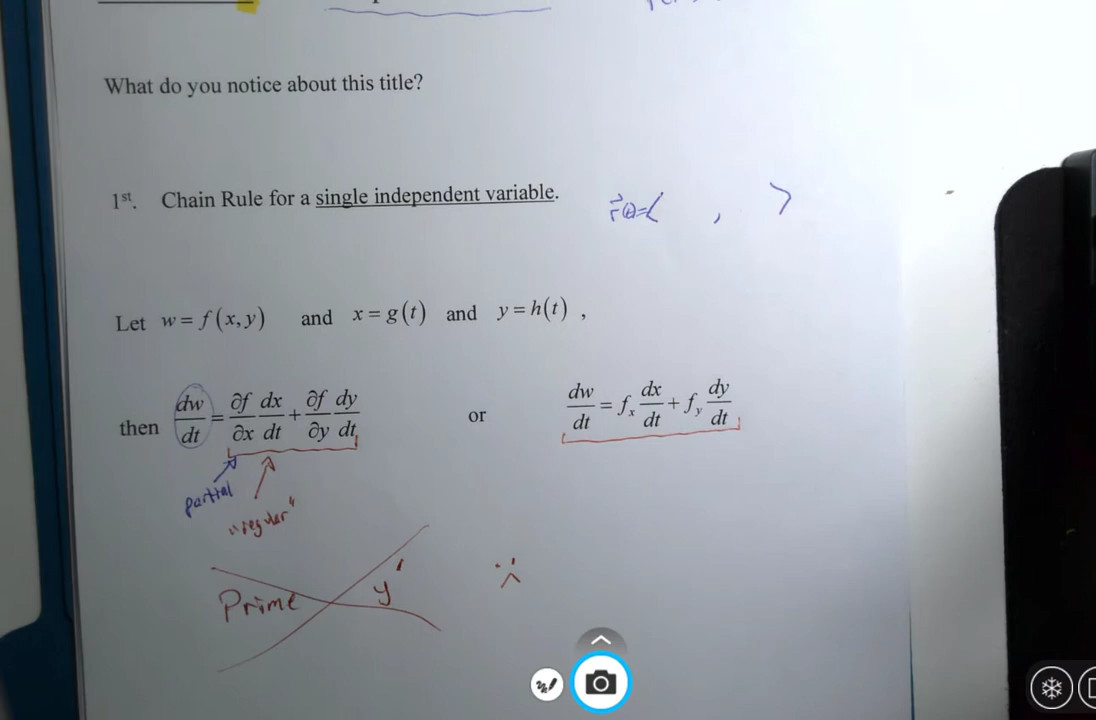 What do you notice about this title?
1st. Chain Rule for a single independent variable. r⃗(t)=⟨ , ⟩
Let w = f(x,y) and x = g(t) and y = h(t) ,
then dw/dt = ∂f/∂x dx/dt + ∂f/∂y dy/dt or dw/dt = f_x dx/dt + f_y dy/dt
partial
"regular"
Prime y'